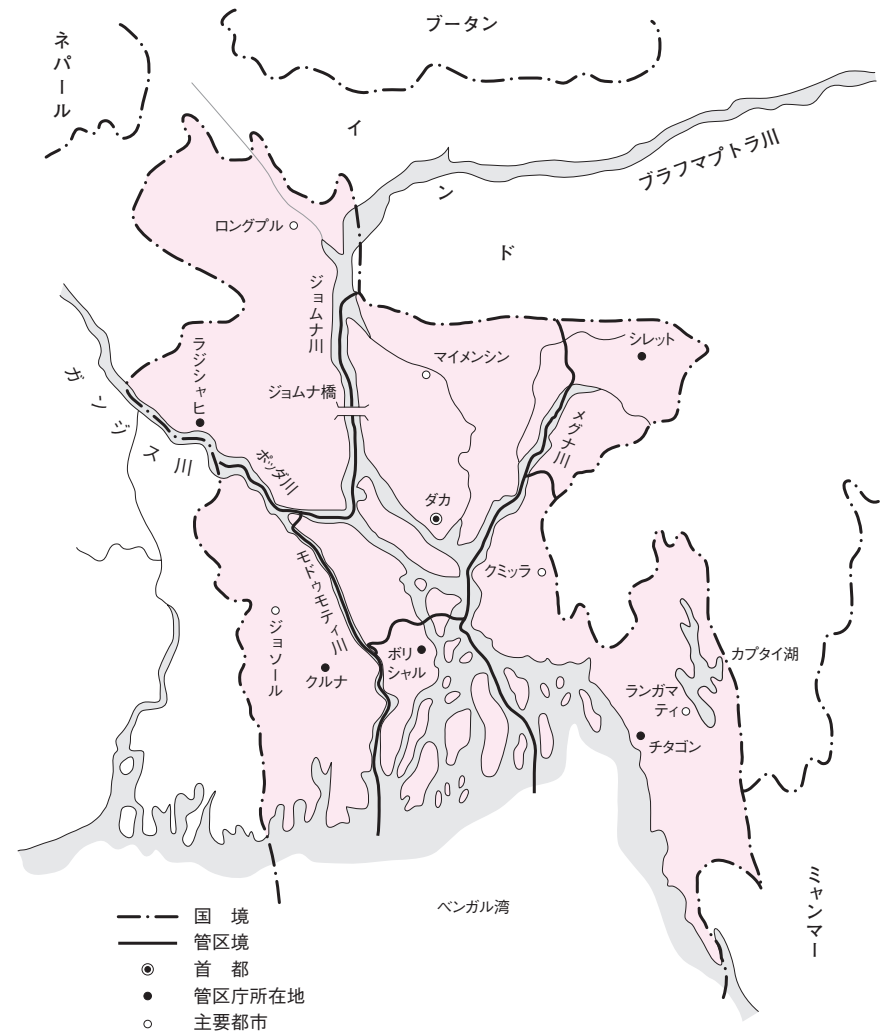 ネパール
ブータン
インド
ブラフマプトラ川
ロングプル
ジョムナ川
シレット
マイメンシン
ラジシャヒ
ジョムナ橋
ガンジス川
メグナ川
ポッダ川
ダカ
クミッラ
モドゥモティ川
ジョソール
ボリ
シャル
カプタイ湖
クルナ
ランガマ
ティ
チタゴン
ミャンマー
ベンガル湾
国　境
管区境
首　都
管区庁所在地
主要都市